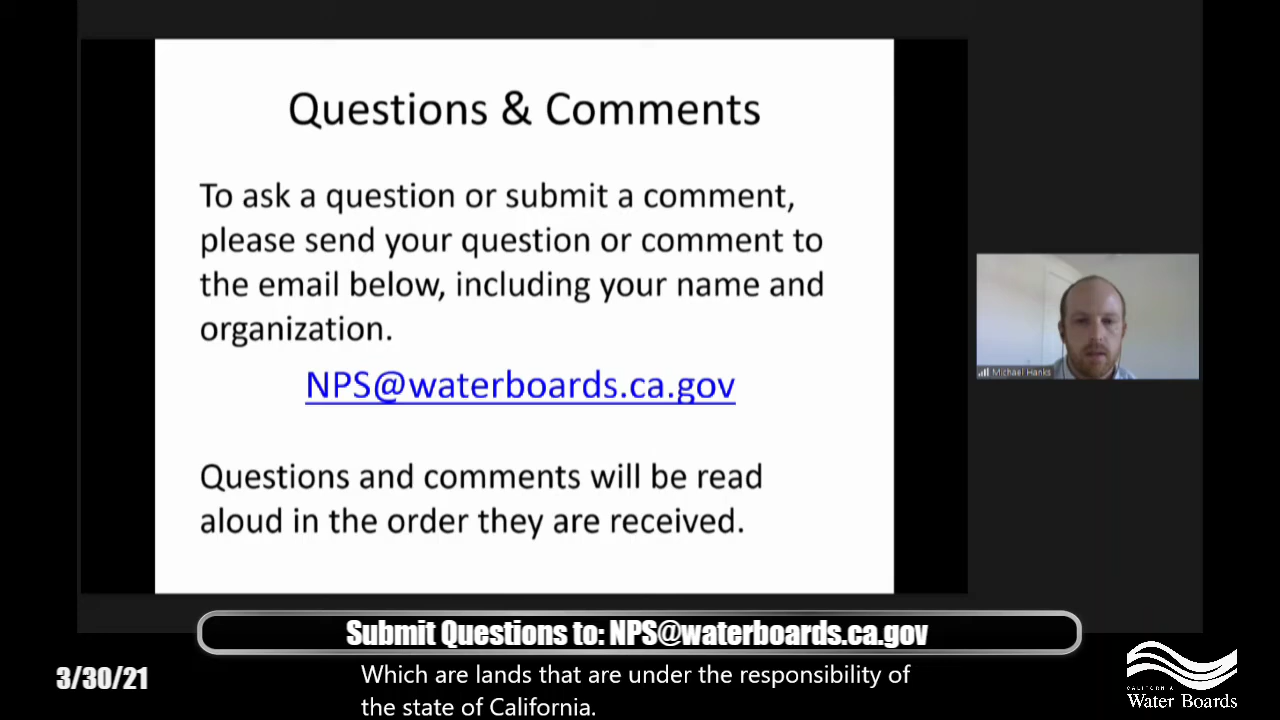 Questions & Comments
To ask a question or submit a comment,
please send your question or comment to
the email below, including your name and
organization.
NPS@waterboards.ca.gov
Questions and comments will be read
aloud in the order they are received.
Michael Hanks
Submit Questions to: NPS@waterboards.ca.gov
3/30/21
Which are lands that are under the responsibility of
the state of California.
CALIFORNIA
Water Boards